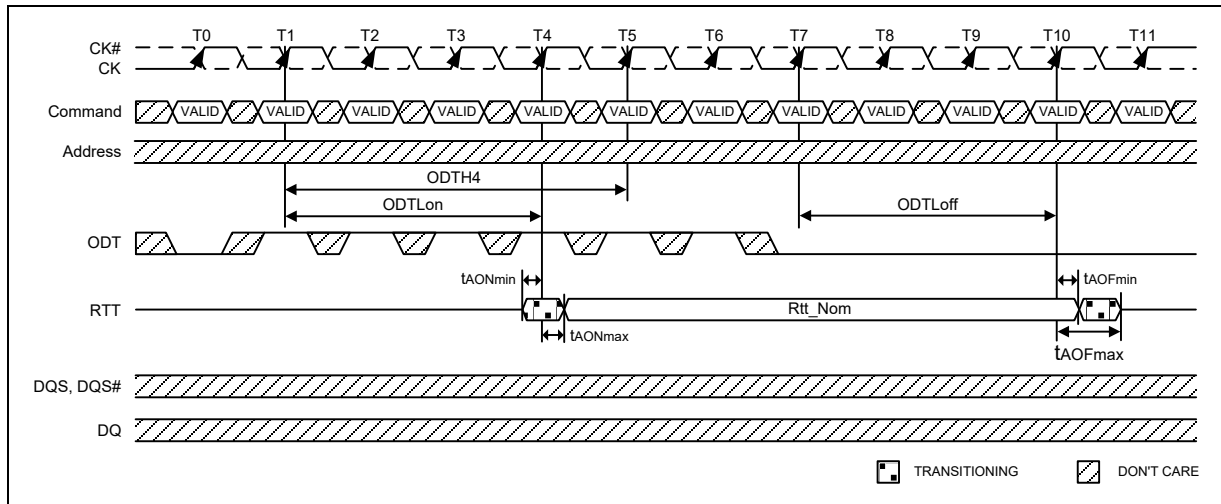 T0 T1 T2 T3 T4 T5 T6 T7 T8 T9 T10 T11
CK#
CK
Command VALID VALID VALID VALID VALID VALID VALID VALID VALID VALID VALID VALID
Address
ODTH4
ODTLon ODTLoff
ODT
tAONmin tAOFmin
RTT Rtt_Nom
tAONmax
tAOFmax
DQS, DQS#
DQ
TRANSITIONING DON'T CARE